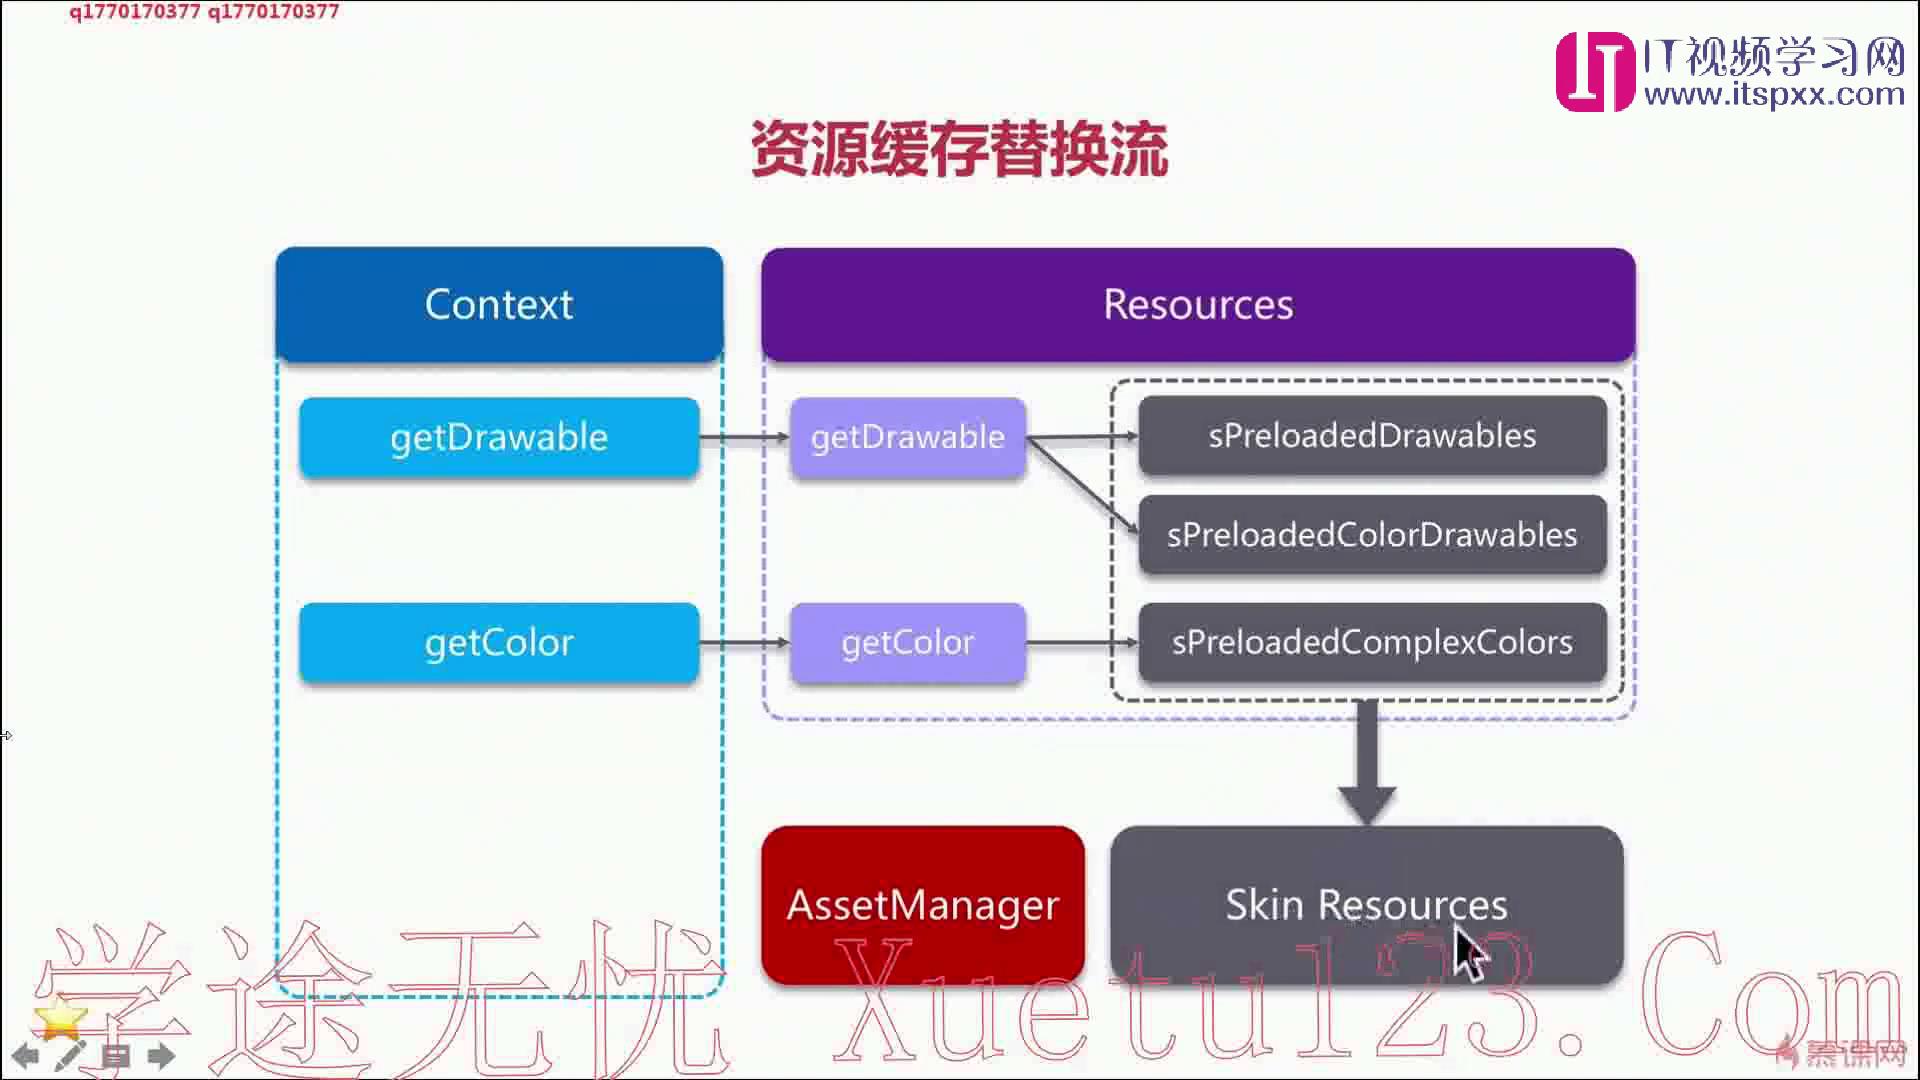 q1770170377 q1770170377
IT视频学习网
www.itspxx.com
资源缓存替换流
Context
Resources
getDrawable
getDrawable
sPreloadedDrawables
sPreloadedColorDrawables
getColor
getColor
sPreloadedComplexColors
AssetManager
Skin Resources
学途无忧 Xuetu123.Com
慕课网